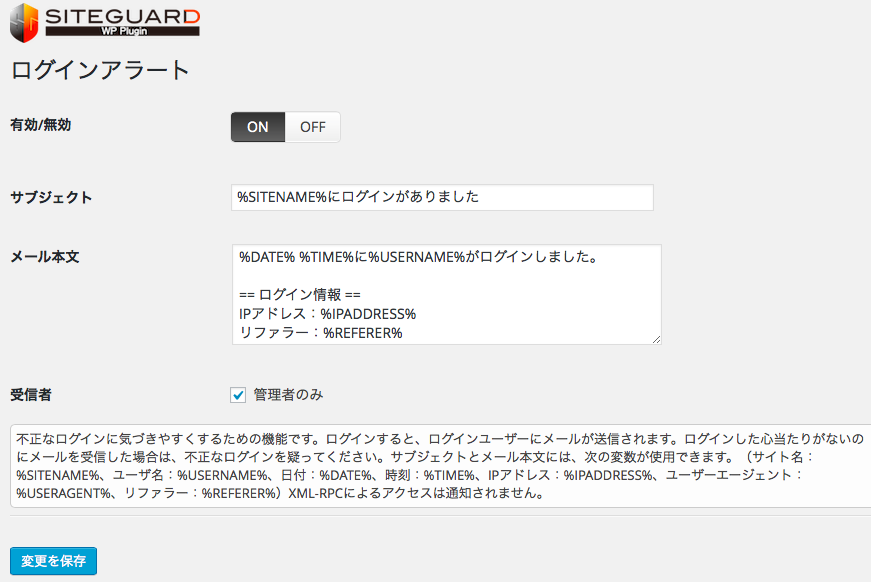 SITEGUARD
WP Plugin
ログインアラート
有効/無効
ON OFF
サブジェクト
%SITENAME%にログインがありました
メール本文
%DATE% %TIME%に%USERNAME%がログインしました。
== ログイン情報 ==
IPアドレス：%IPADDRESS%
リファラー：%REFERER%
受信者
管理者のみ
不正なログインに気づきやすくするための機能です。ログインすると、ログインユーザーにメールが送信されます。ログインした心当たりがないの
にメールを受信した場合は、不正なログインを疑ってください。サブジェクトとメール本文には、次の変数が使用できます。（サイト名：
%SITENAME%、ユーザ名：%USERNAME%、日付：%DATE%、時刻：%TIME%、IPアドレス：%IPADDRESS%、ユーザーエージェント：
%USERAGENT%、リファラー：%REFERER%）XML-RPCによるアクセスは通知されません。
変更を保存